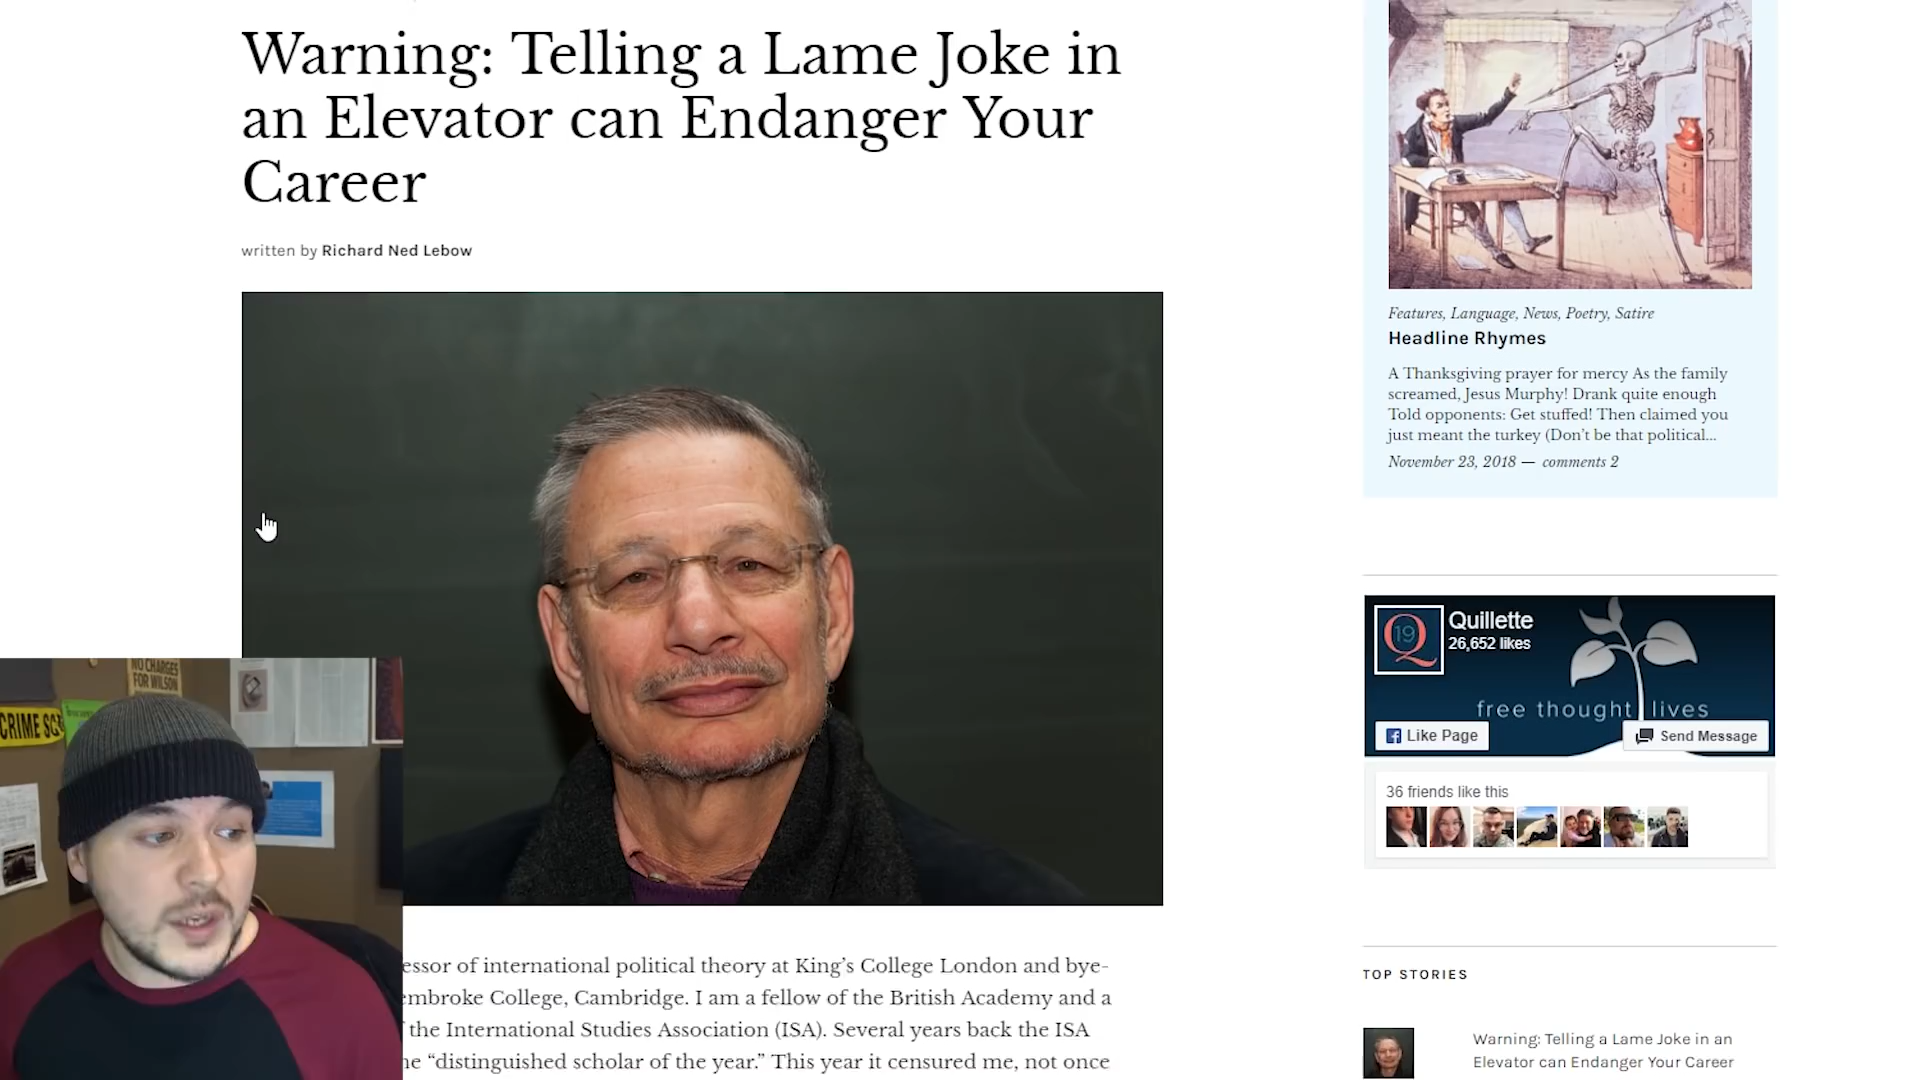 Warning: Telling a Lame Joke in
an Elevator can Endanger Your
Career
written by Richard Ned Lebow
essor of international political theory at King's College London and bye-
embroke College, Cambridge. I am a fellow of the British Academy and a
the International Studies Association (ISA). Several years back the ISA
he “distinguished scholar of the year.” This year it censured me, not once
NO CHARGES
FOR WILSON
CRIME SC
Features, Language, News, Poetry, Satire
Headline Rhymes
A Thanksgiving prayer for mercy As the family
screamed, Jesus Murphy! Drank quite enough
Told opponents: Get stuffed! Then claimed you
just meant the turkey (Don't be that political...
November 23, 2018 — comments 2
Q
19
Quillette
26,652 likes
free thought lives
Like Page
Send Message
36 friends like this
TOP STORIES
Warning: Telling a Lame Joke in an
Elevator can Endanger Your Career